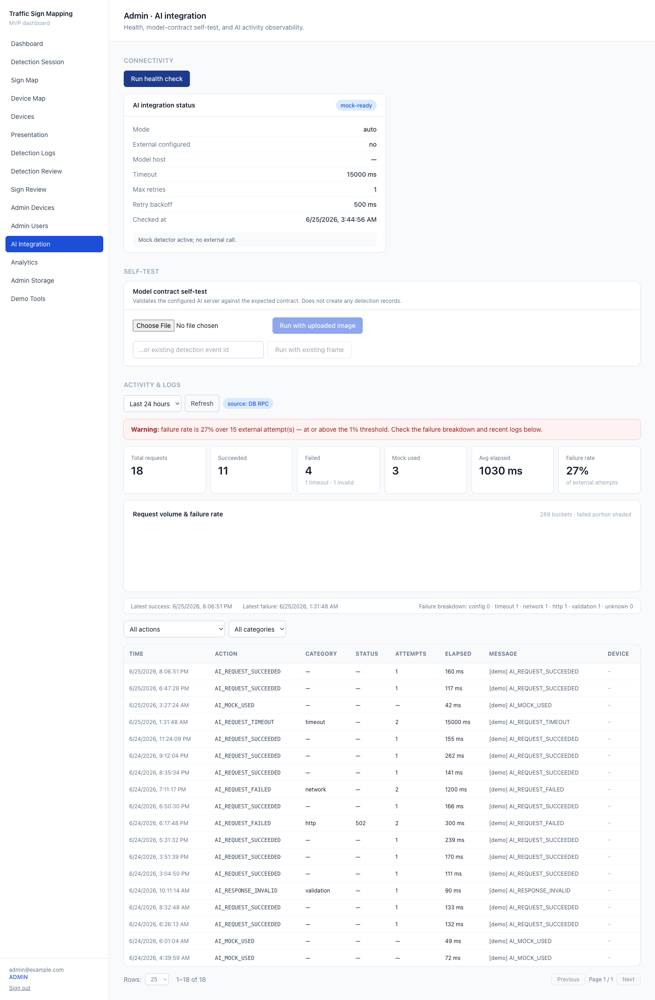 Traffic Sign Mapping
MVP dashboard
Dashboard
Detection Session
Sign Map
Device Map
Devices
Presentation
Detection Logs
Detection Review
Sign Review
Admin Devices
Admin Users
AI Integration
Analytics
Admin Storage
Demo Tools
admin@example.com
ADMIN
Sign out
Admin · AI integration
Health, model-contract self-test, and AI activity observability.
CONNECTIVITY
Run health check
AI integration status mock-ready
Mode auto
External configured no
Model host —
Timeout 15000 ms
Max retries 1
Retry backoff 500 ms
Checked at 6/25/2026, 3:44:56 AM
Mock detector active; no external call.
SELF-TEST
Model contract self-test
Validates the configured AI server against the expected contract. Does not create any detection records.
Choose File No file chosen Run with uploaded image
...or existing detection event id Run with existing frame
ACTIVITY & LOGS
Last 24 hours Refresh source: DB RPC
Warning: failure rate is 27% over 15 external attempt(s) — at or above the 1% threshold. Check the failure breakdown and recent logs below.
Total requests Succeeded Failed Mock used Avg elapsed Failure rate
18 11 4 3 1030 ms 27%
1 timeout · 1 invalid of external attempts
Request volume & failure rate 289 buckets · failed portion shaded
Latest success: 6/25/2026, 8:06:51 PM Latest failure: 6/25/2026, 1:31:48 AM Failure breakdown: config 0 · timeout 1 · network 1 · http 1 · validation 1 · unknown 0
All actions All categories
TIME ACTION CATEGORY STATUS ATTEMPTS ELAPSED MESSAGE DEVICE
6/25/2026, 8:06:51 PM AI_REQUEST_SUCCEEDED — — 1 160 ms [demo] AI_REQUEST_SUCCEEDED –
6/25/2026, 6:47:28 PM AI_REQUEST_SUCCEEDED — — 1 117 ms [demo] AI_REQUEST_SUCCEEDED –
6/25/2026, 3:27:24 AM AI_MOCK_USED — — — 42 ms [demo] AI_MOCK_USED –
6/25/2026, 1:31:48 AM AI_REQUEST_TIMEOUT timeout — 2 15000 ms [demo] AI_REQUEST_TIMEOUT –
6/24/2026, 11:24:09 PM AI_REQUEST_SUCCEEDED — — 1 155 ms [demo] AI_REQUEST_SUCCEEDED –
6/24/2026, 9:12:04 PM AI_REQUEST_SUCCEEDED — — 1 262 ms [demo] AI_REQUEST_SUCCEEDED –
6/24/2026, 8:35:34 PM AI_REQUEST_SUCCEEDED — — 1 141 ms [demo] AI_REQUEST_SUCCEEDED –
6/24/2026, 7:11:17 PM AI_REQUEST_FAILED network — 2 1200 ms [demo] AI_REQUEST_FAILED –
6/24/2026, 6:50:30 PM AI_REQUEST_SUCCEEDED — — 1 166 ms [demo] AI_REQUEST_SUCCEEDED –
6/24/2026, 6:17:48 PM AI_REQUEST_FAILED http 502 2 300 ms [demo] AI_REQUEST_FAILED –
6/24/2026, 5:31:32 PM AI_REQUEST_SUCCEEDED — — 1 239 ms [demo] AI_REQUEST_SUCCEEDED –
6/24/2026, 3:51:39 PM AI_REQUEST_SUCCEEDED — — 1 170 ms [demo] AI_REQUEST_SUCCEEDED –
6/24/2026, 3:04:50 PM AI_REQUEST_SUCCEEDED — — 1 111 ms [demo] AI_REQUEST_SUCCEEDED –
6/24/2026, 10:11:14 AM AI_RESPONSE_INVALID validation — 1 90 ms [demo] AI_RESPONSE_INVALID –
6/24/2026, 8:32:48 AM AI_REQUEST_SUCCEEDED — — 1 133 ms [demo] AI_REQUEST_SUCCEEDED –
6/24/2026, 6:26:13 AM AI_REQUEST_SUCCEEDED — — 1 132 ms [demo] AI_REQUEST_SUCCEEDED –
6/24/2026, 6:01:04 AM AI_MOCK_USED — — — 49 ms [demo] AI_MOCK_USED –
6/24/2026, 4:39:59 AM AI_MOCK_USED — — — 72 ms [demo] AI_MOCK_USED –
Rows: 25 1–18 of 18 Previous Page 1 / 1 Next